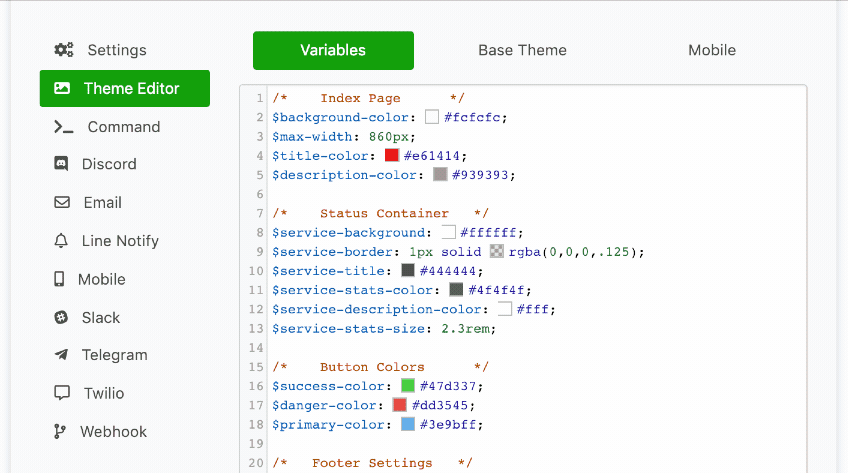 Settings
Theme Editor
Command
Discord
Email
Line Notify
Mobile
Slack
Telegram
Twilio
Webhook
Variables Base Theme Mobile
1 /*    Index Page      */
2 $background-color: #fcfcfc;
3 $max-width: 860px;
4 $title-color: #e61414;
5 $description-color: #939393;
6
7 /*    Status Container   */
8 $service-background: #ffffff;
9 $service-border: 1px solid rgba(0,0,0,.125);
10 $service-title: #444444;
11 $service-stats-color: #4f4f4f;
12 $service-description-color: #fff;
13 $service-stats-size: 2.3rem;
14
15 /*    Button Colors      */
16 $success-color: #47d337;
17 $danger-color: #dd3545;
18 $primary-color: #3e9bff;
19
20 /*   Footer Settings   */